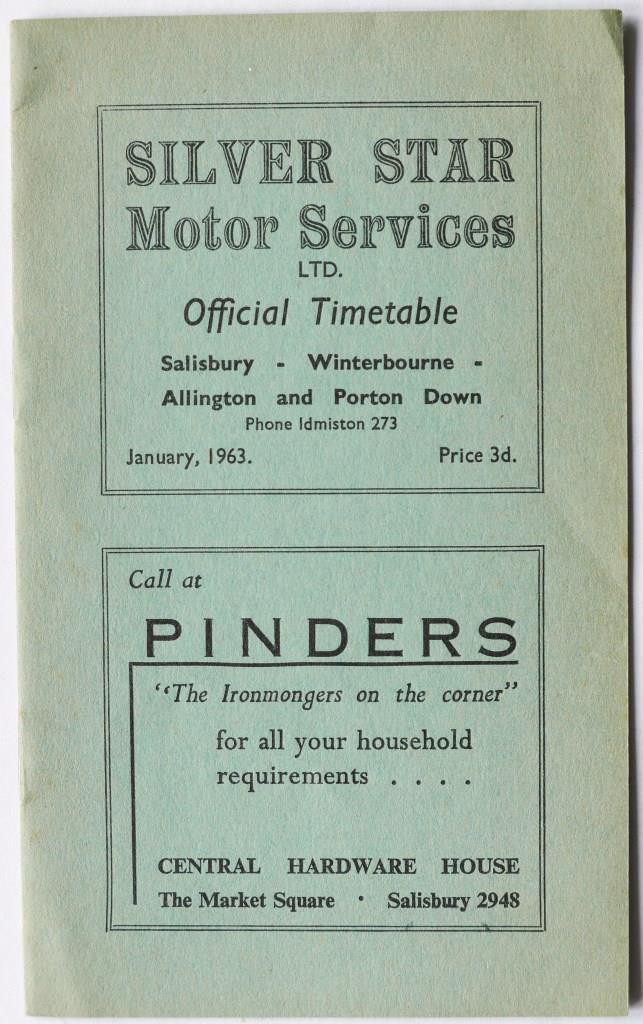 SILVER STAR
Motor Services
LTD.
Official Timetable
Salisbury - Winterbourne -
Allington and Porton Down
Phone Idmiston 273
January, 1963. Price 3d.
Call at
PINDERS
"The Ironmongers on the corner"
for all your household
requirements . . . .
CENTRAL HARDWARE HOUSE
The Market Square · Salisbury 2948